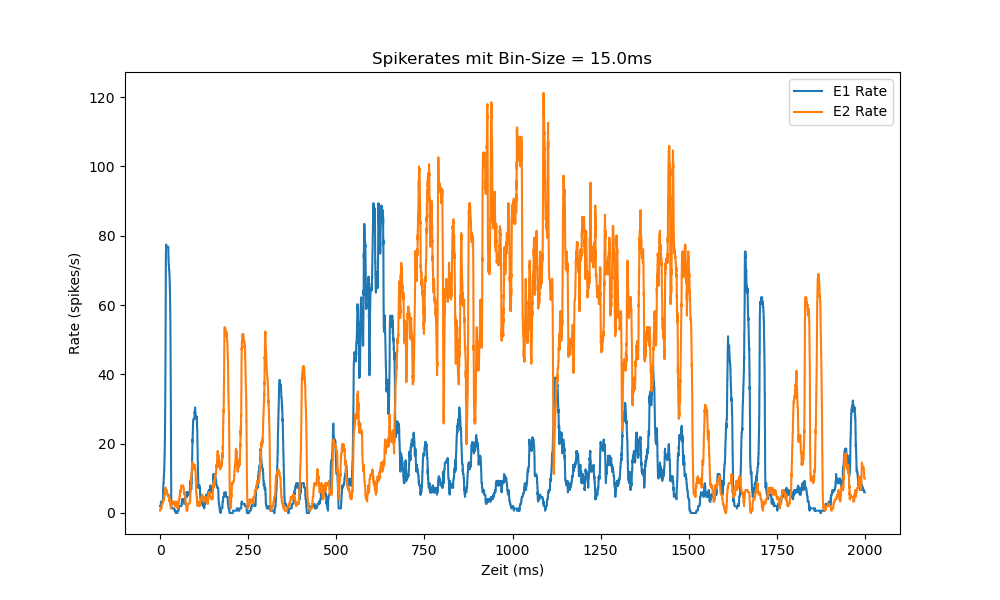 Spikerates mit Bin-Size = 15.0ms
E1 Rate
E2 Rate
Rate (spikes/s)
120
100
80
60
40
20
0
0 250 500 750 1000 1250 1500 1750 2000
Zeit (ms)